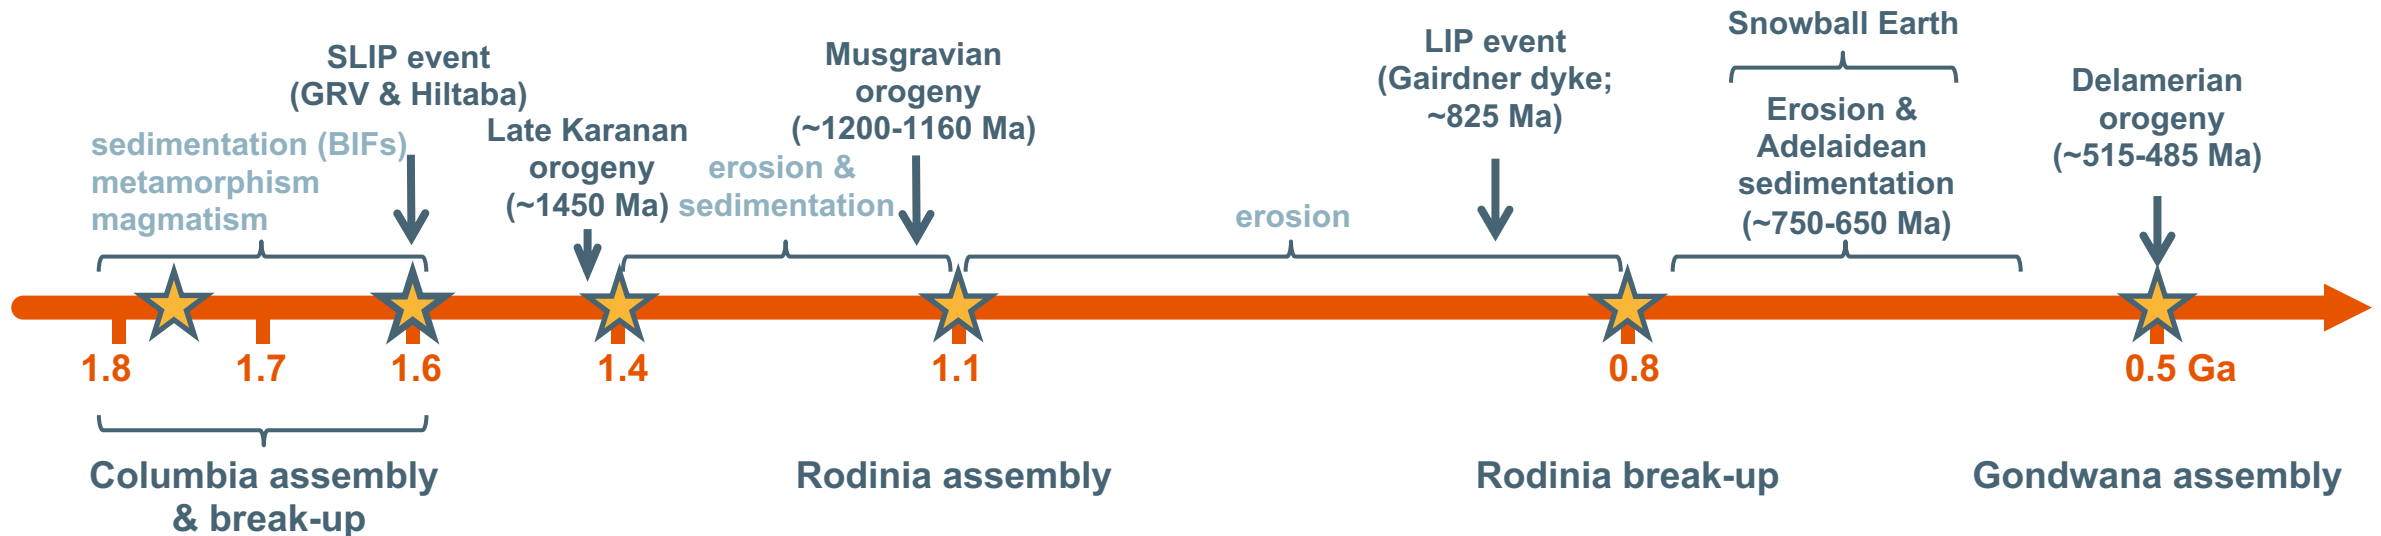 SLIP event
(GRV & Hiltaba)
sedimentation (BIFs)
metamorphism
magmatism
Late Karanan
orogeny
(~1450 Ma)
erosion &
sedimentation
Musgravian
orogeny
(~1200-1160 Ma)
erosion
LIP event
(Gairdner dyke;
~825 Ma)
Snowball Earth
Erosion &
Adelaidean
sedimentation
(~750-650 Ma)
Delamerian
orogeny
(~515-485 Ma)
1.8 1.7 1.6 1.4 1.1 0.8 0.5 Ga
Columbia assembly
& break-up
Rodinia assembly
Rodinia break-up
Gondwana assembly